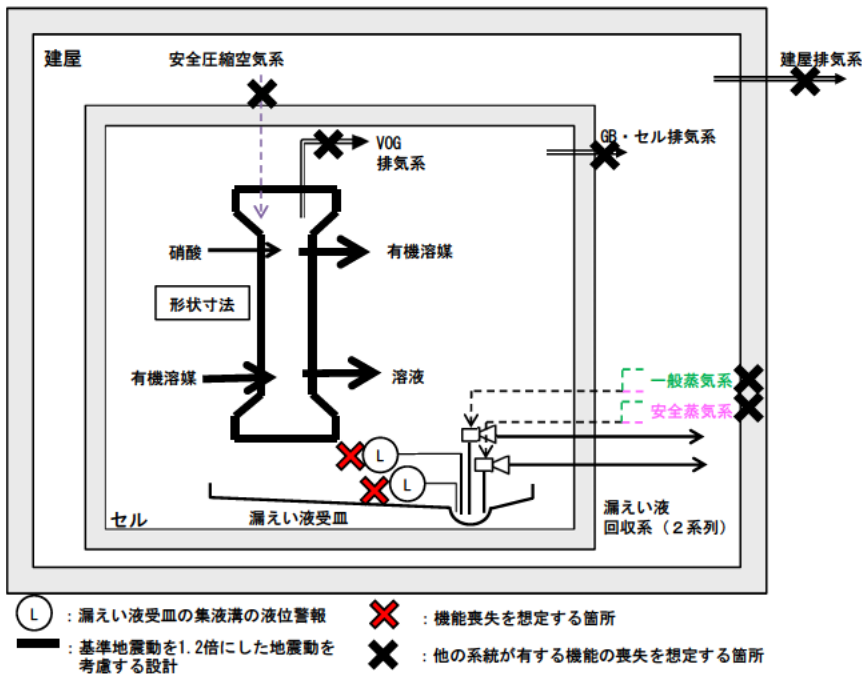 建屋
安全圧縮空気系
建屋排気系
VOG
排気系
GB・セル排気系
硝酸
有機溶媒
形状寸法
有機溶媒
溶液
一般蒸気系
安全蒸気系
L
L
セル
漏えい液受皿
漏えい液
回収系（２系列）
L
：漏えい液受皿の集液溝の液位警報
：機能喪失を想定する箇所
：基準地震動を1.2倍にした地震動を
考慮する設計
：他の系統が有する機能の喪失を想定する箇所